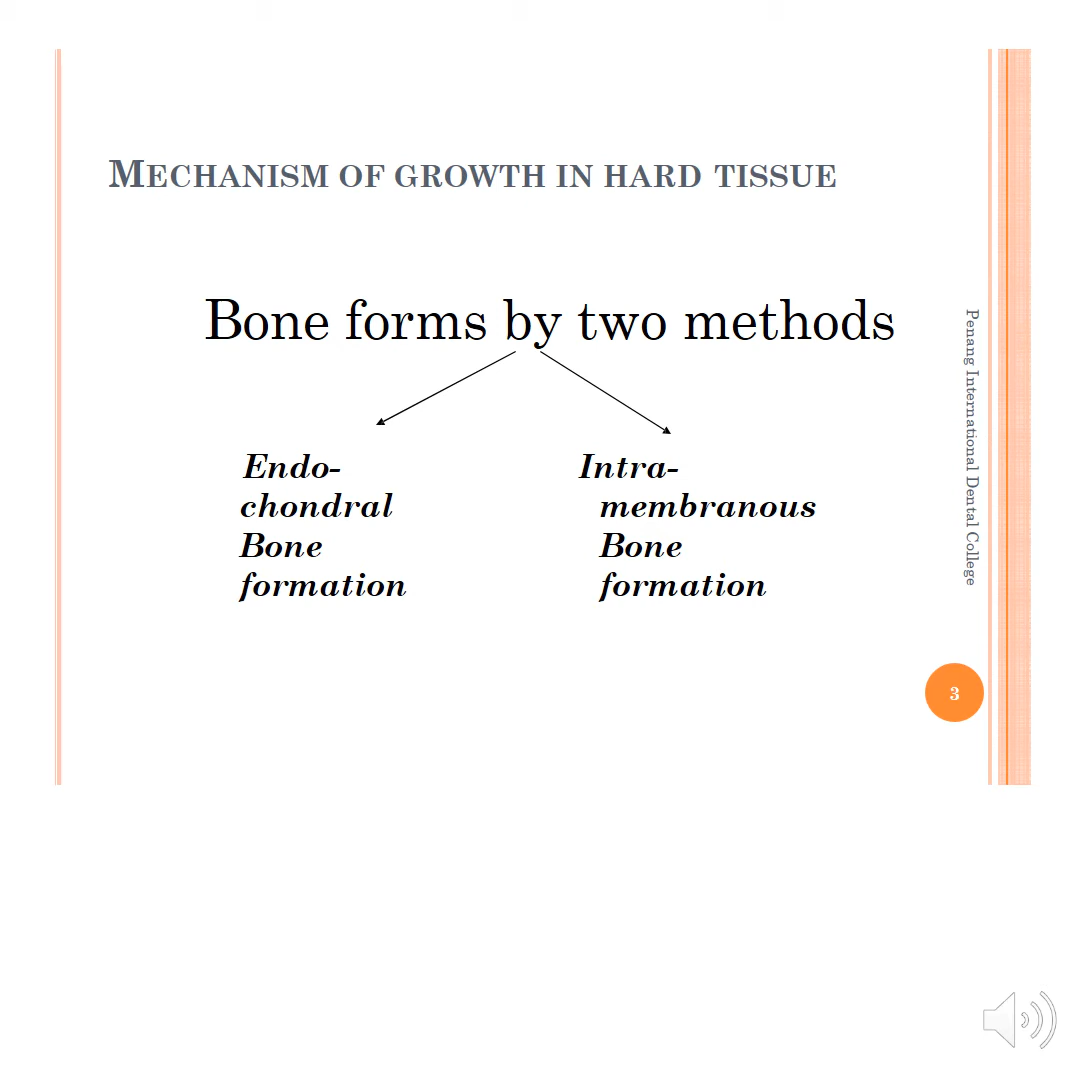 MECHANISM OF GROWTH IN HARD TISSUE
Bone forms by two methods
Endo-
chondral
Bone
formation
Intra-
membranous
Bone
formation
Penang International Dental College
3